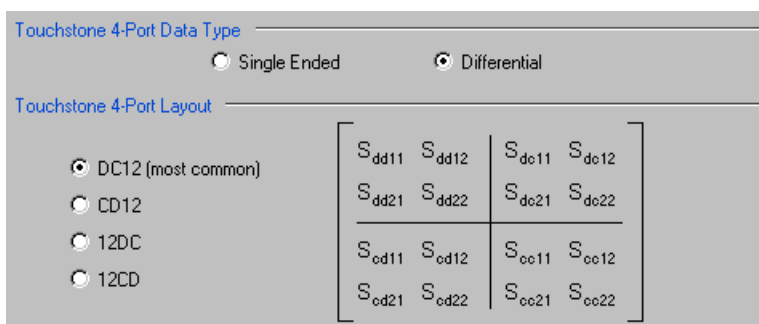 Touchstone 4-Port Data Type
Single Ended Differential
Touchstone 4-Port Layout
DC12 (most common)
CD12
12DC
12CD
Sdd11 Sdd12 Sdc11 Sdc12
Sdd21 Sdd22 Sdc21 Sdc22
Scd11 Scd12 Scc11 Scc12
Scd21 Scd22 Scc21 Scc22